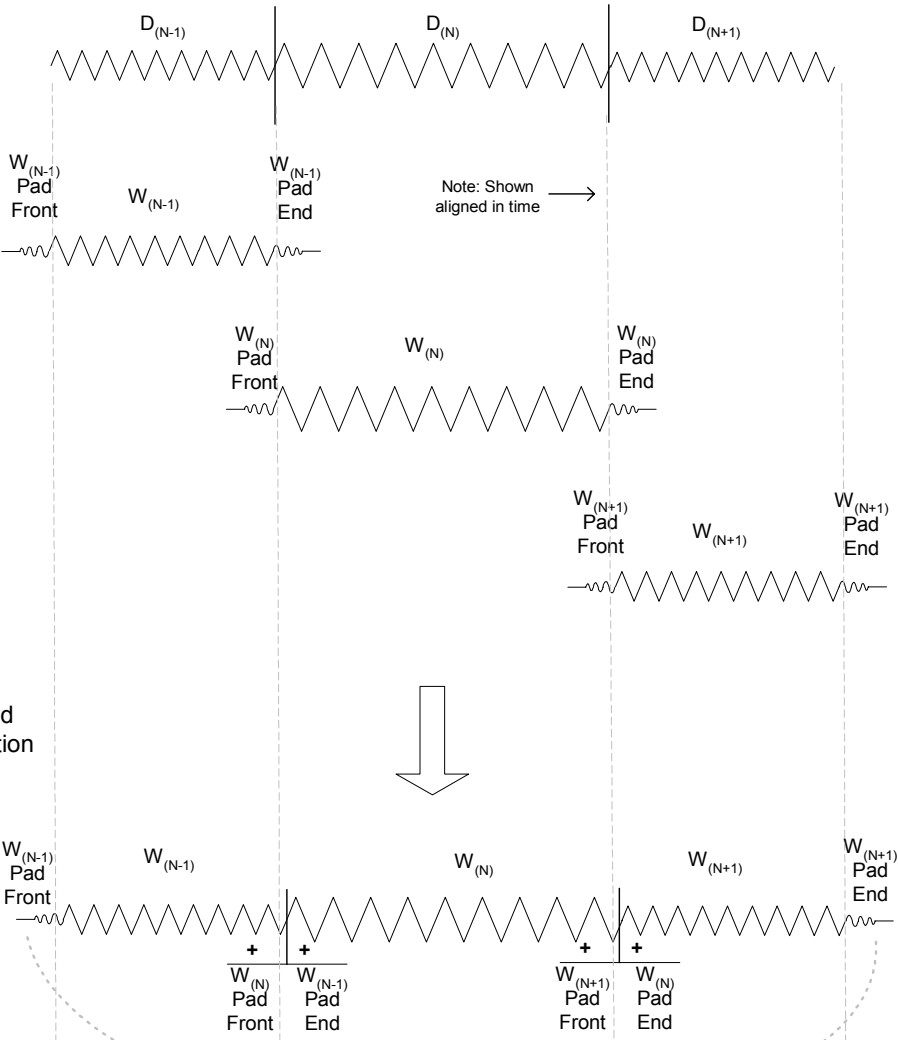 D(N-1)
D(N)
D(N+1)
W(N-1)
Pad
Front
W(N-1)
W(N-1)
Pad
End
Note: Shown
aligned in time
W(N)
Pad
Front
W(N)
W(N)
Pad
End
W(N+1)
Pad
Front
W(N+1)
W(N+1)
Pad
End
W(N-1)
Pad
Front
W(N-1)
W(N)
W(N+1)
W(N+1)
Pad
End
+ +
W(N)
Pad
Front
W(N-1)
Pad
End
+ +
W(N+1)
Pad
Front
W(N)
Pad
End